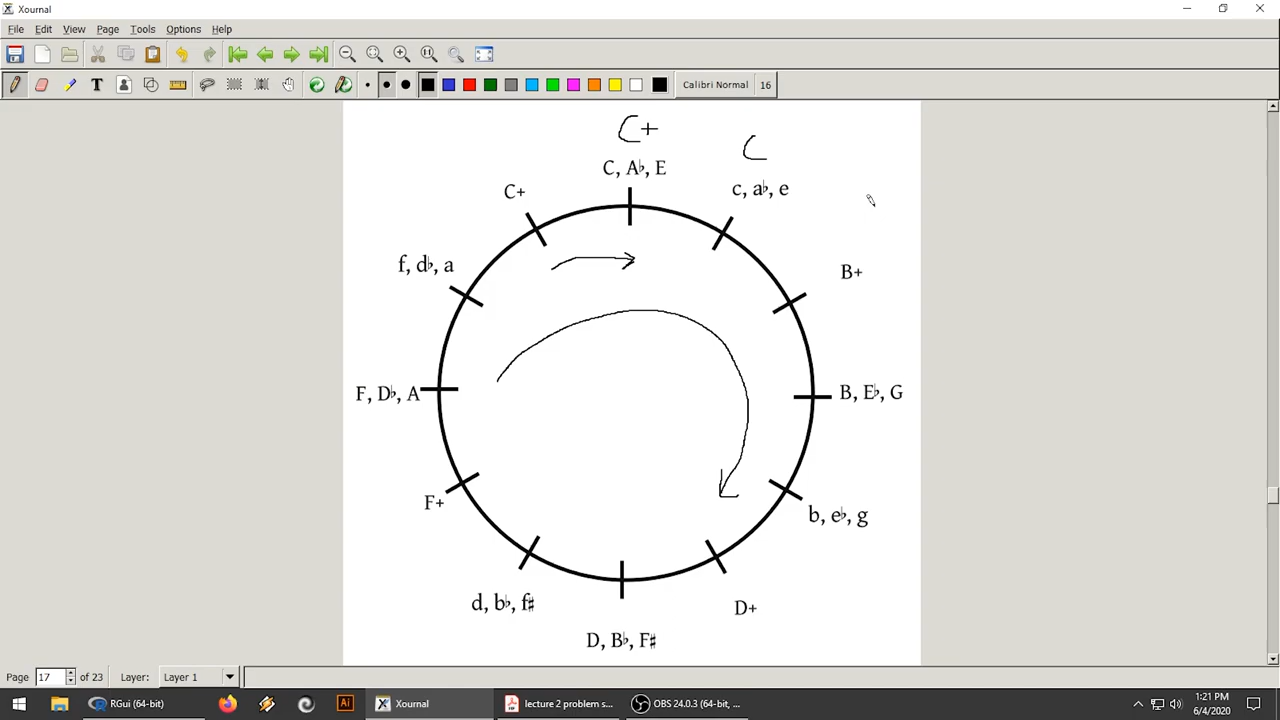 Xournal
File Edit View Page Tools Options Help
Calibri Normal 16
C+
C
C, A♭, E
C+
c, a♭, e
f, d♭, a
B+
F, D♭, A
B, E♭, G
F+
b, e♭, g
d, b♭, f♯
D+
D, B♭, F♯
Page 17 of 23 Layer: Layer 1
RGui (64-bit)
Ai
Xournal
lecture 2 problem s...
OBS 24.0.3 (64-bit, ...
1:21 PM
6/4/2020